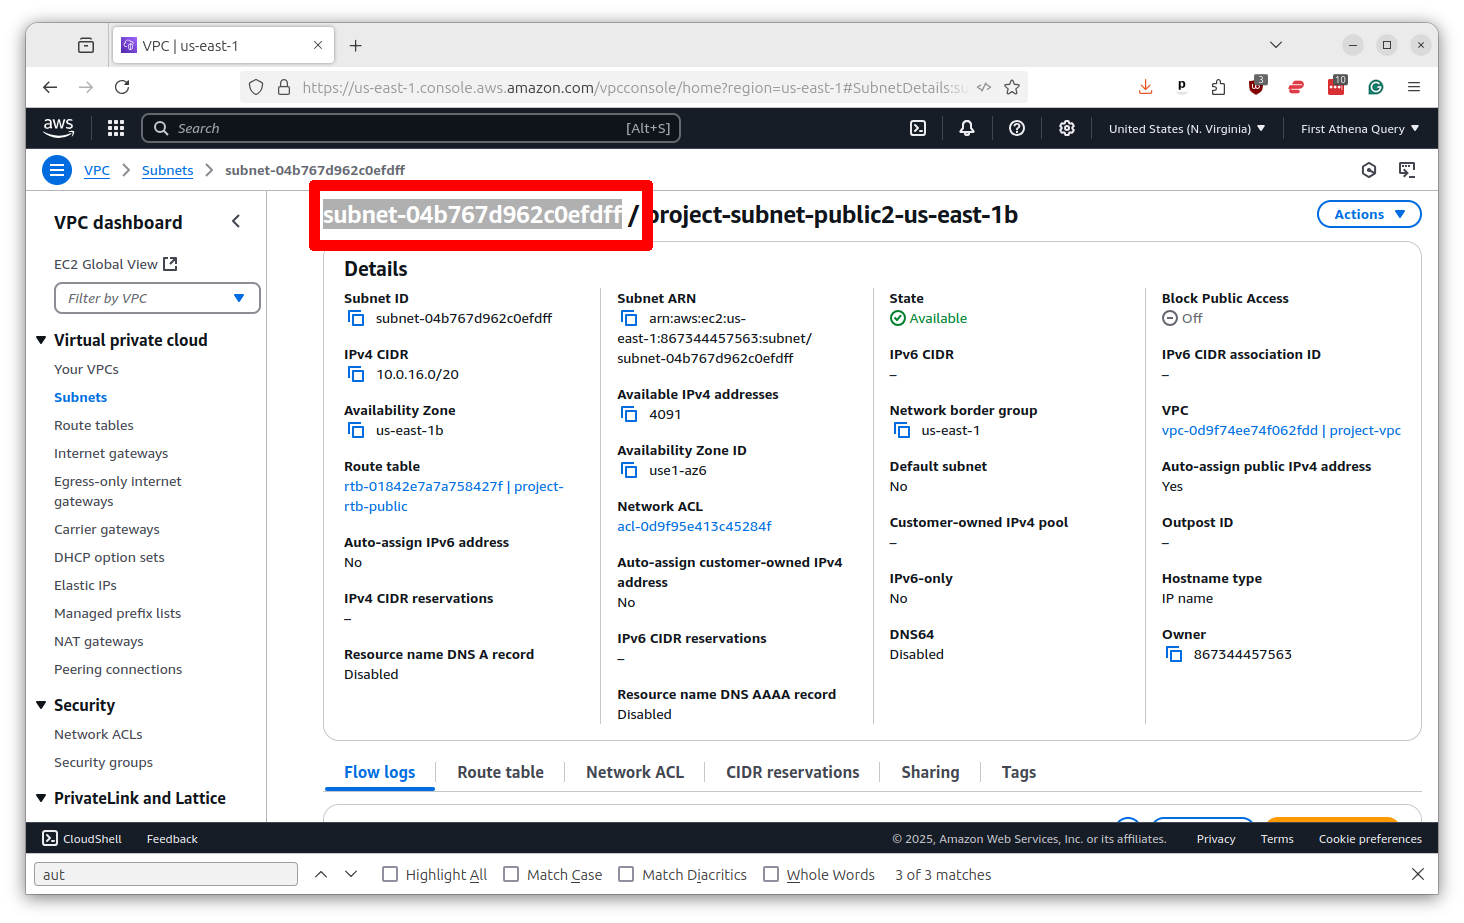 VPC | us-east-1
https://us-east-1.console.aws.amazon.com/vpcconsole/home?region=us-east-1#SubnetDetails:su
3
10
aws
Search
[Alt+S]
United States (N. Virginia)
First Athena Query
VPC
Subnets
subnet-04b767d962c0efdff
VPC dashboard
EC2 Global View
Filter by VPC
Virtual private cloud
Your VPCs
Subnets
Route tables
Internet gateways
Egress-only internet
gateways
Carrier gateways
DHCP option sets
Elastic IPs
Managed prefix lists
NAT gateways
Peering connections
Security
Network ACLs
Security groups
PrivateLink and Lattice
subnet-04b767d962c0efdff / project-subnet-public2-us-east-1b
Actions
Details
Subnet ID
subnet-04b767d962c0efdff
IPv4 CIDR
10.0.16.0/20
Availability Zone
us-east-1b
Route table
rtb-01842e7a7a758427f | project-
rtb-public
Auto-assign IPv6 address
No
IPv4 CIDR reservations
–
Resource name DNS A record
Disabled
Subnet ARN
arn:aws:ec2:us-
east-1:867344457563:subnet/
subnet-04b767d962c0efdff
Available IPv4 addresses
4091
Availability Zone ID
use1-az6
Network ACL
acl-0d9f95e413c45284f
Auto-assign customer-owned IPv4
address
No
IPv6 CIDR reservations
–
Resource name DNS AAAA record
Disabled
State
Available
IPv6 CIDR
–
Network border group
us-east-1
Default subnet
No
Customer-owned IPv4 pool
–
IPv6-only
No
DNS64
Disabled
Block Public Access
Off
IPv6 CIDR association ID
–
VPC
vpc-0d9f74ee74f062fdd | project-vpc
Auto-assign public IPv4 address
Yes
Outpost ID
–
Hostname type
IP name
Owner
867344457563
Flow logs
Route table
Network ACL
CIDR reservations
Sharing
Tags
CloudShell
Feedback
© 2025, Amazon Web Services, Inc. or its affiliates.
Privacy
Terms
Cookie preferences
aut
Highlight All
Match Case
Match Diacritics
Whole Words
3 of 3 matches